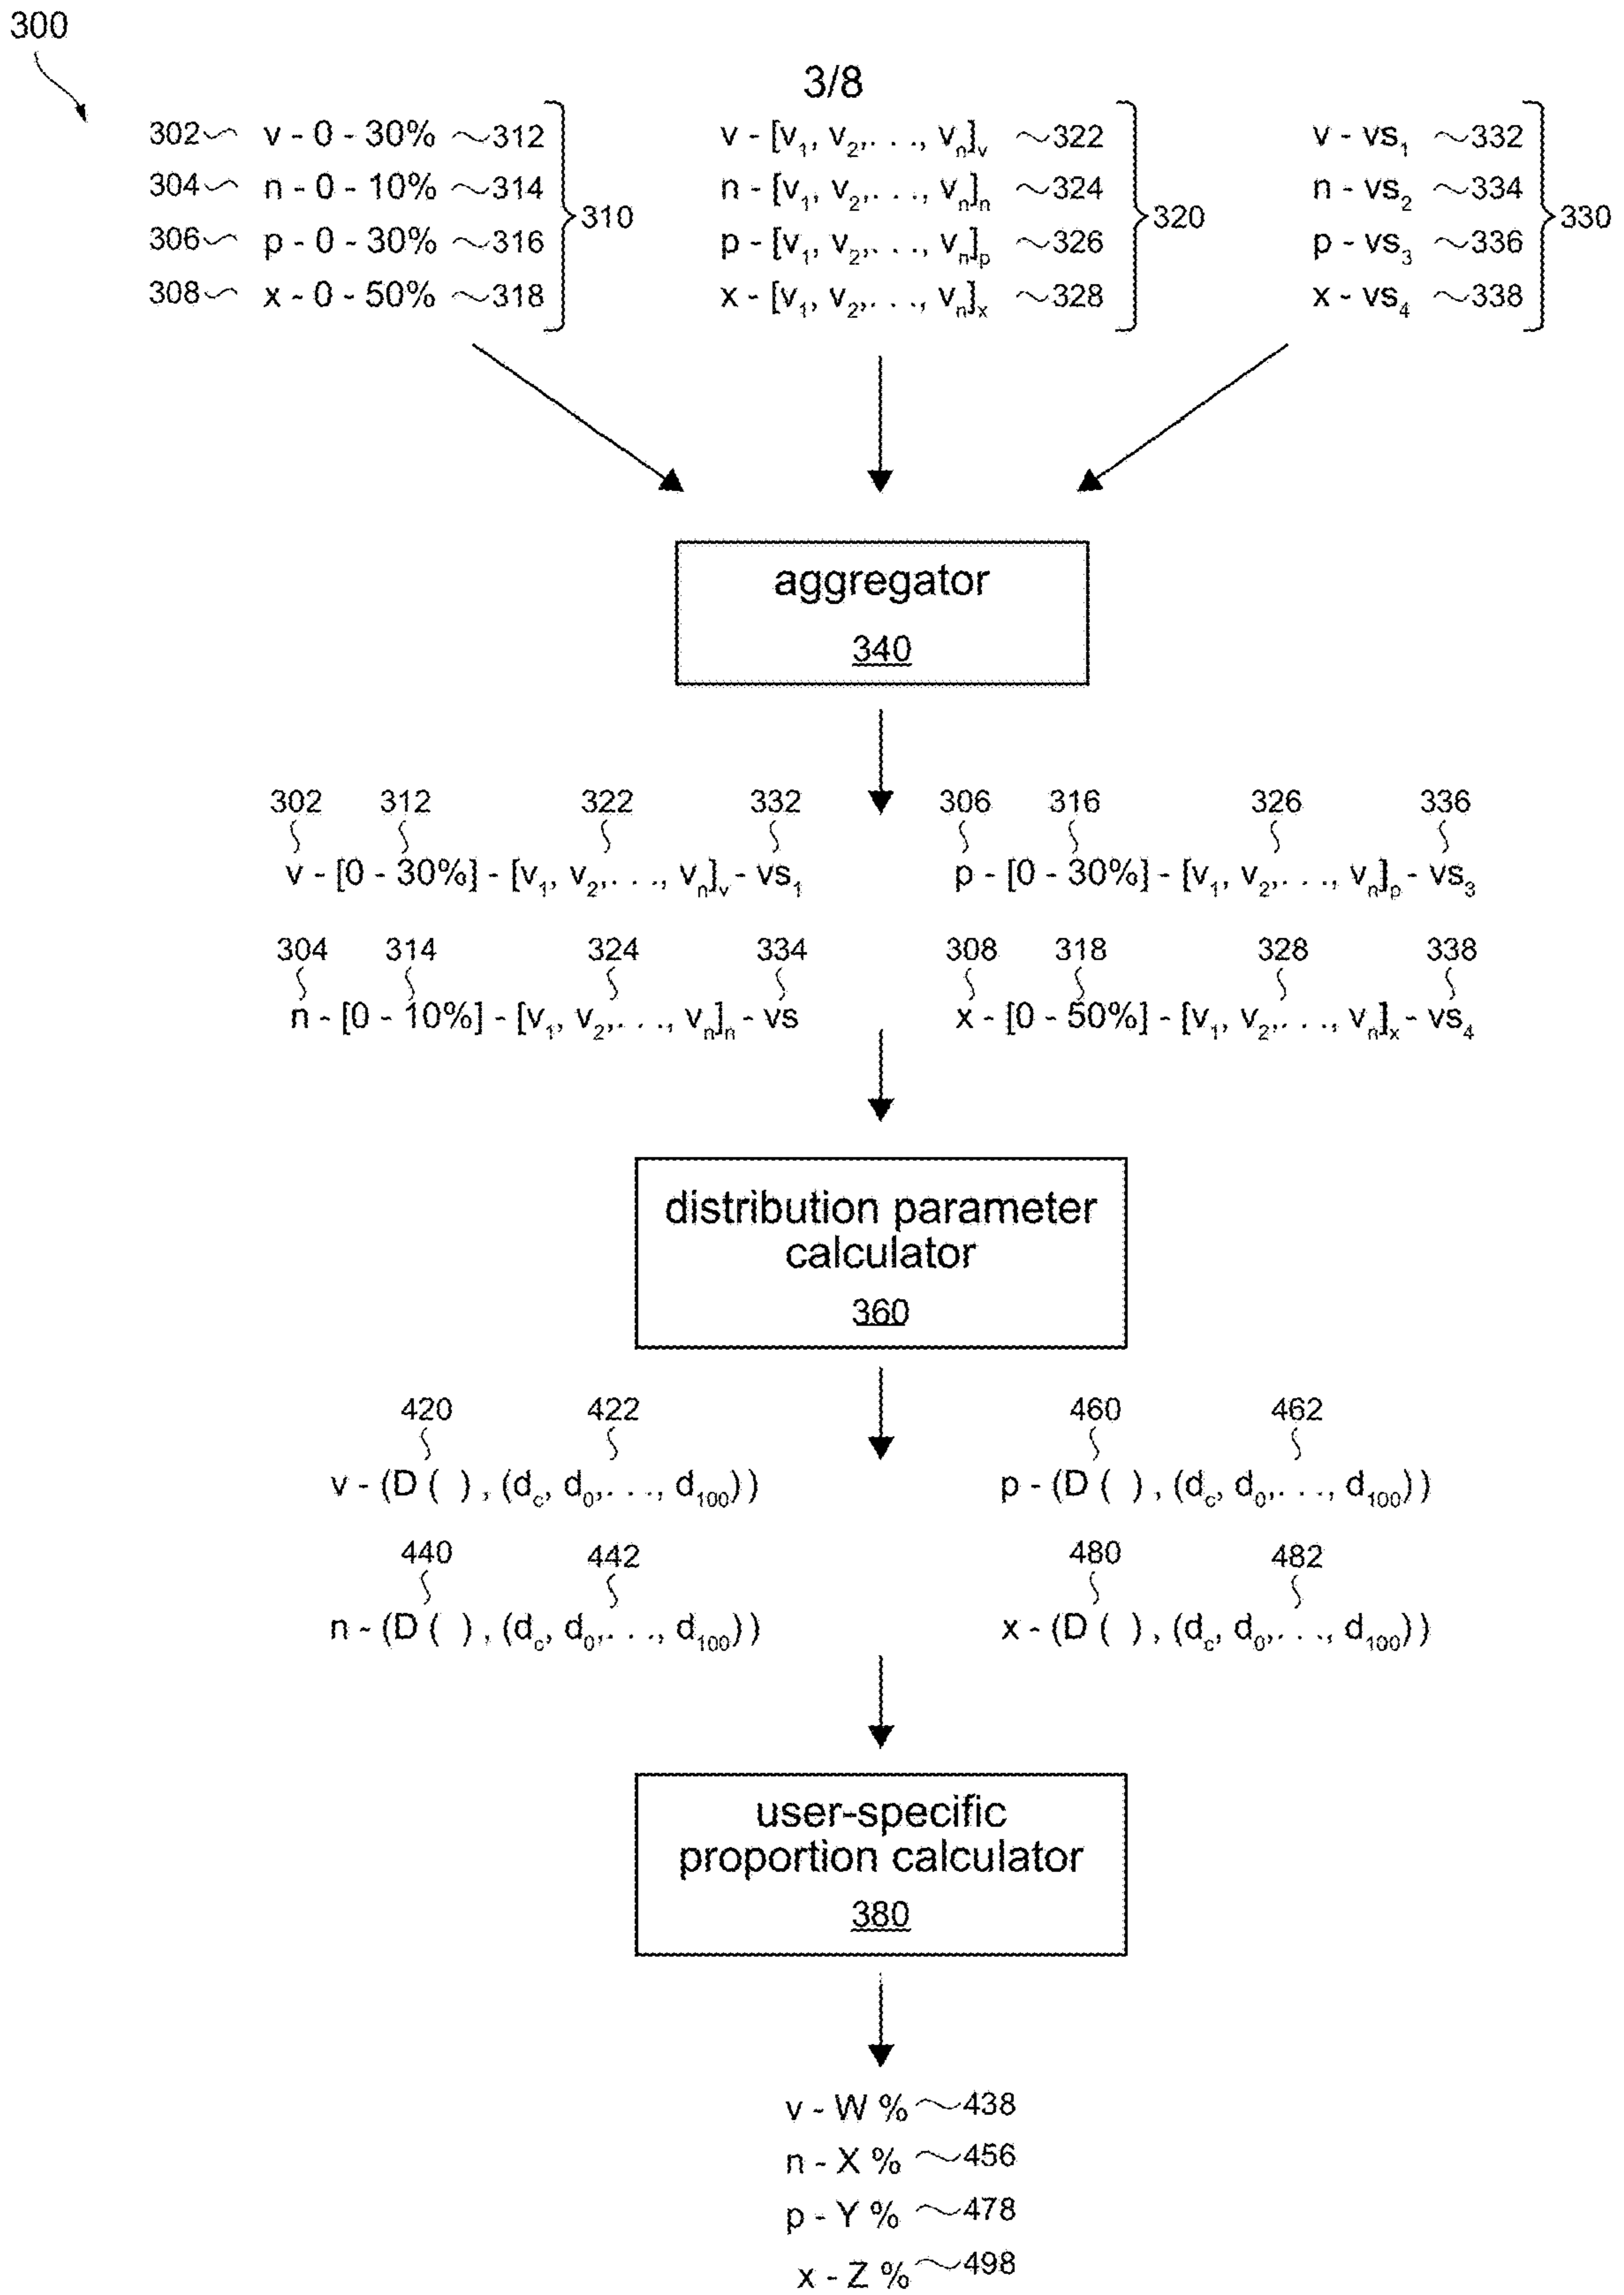 300
3/8
302 v - 0 - 30% 312
304 n - 0 - 10% 314
306 p - 0 - 30% 316
308 x - 0 - 50% 318
310
v - [v₁, v₂,. . ., vₙ]ᵥ 322
n - [v₁, v₂,. . ., vₙ]ₙ 324
p - [v₁, v₂,. . ., vₙ]ₚ 326
x - [v₁, v₂,. . ., vₙ]ₓ 328
320
v - vs₁ 332
n - vs₂ 334
p - vs₃ 336
x - vs₄ 338
330
aggregator
340
302 312 322 332
v - [0 - 30%] - [v₁, v₂,. . ., vₙ]ᵥ - vs₁
306 316 326 336
p - [0 - 30%] - [v₁, v₂,. . ., vₙ]ₚ - vs₃
304 314 324 334
n - [0 - 10%] - [v₁, v₂,. . ., vₙ]ₙ - vs
308 318 328 338
x - [0 - 50%] - [v₁, v₂,. . ., vₙ]ₓ - vs₄
distribution parameter
calculator
360
420 422
v - (D ( ) , (d_c, d₀,. . ., d₁₀₀))
460 462
p - (D ( ) , (d_c, d₀,. . ., d₁₀₀))
440 442
n - (D ( ) , (d_c, d₀,. . ., d₁₀₀))
480 482
x - (D ( ) , (d_c, d₀,. . ., d₁₀₀))
user-specific
proportion calculator
380
v - W % 438
n - X % 456
p - Y % 478
x - Z % 498